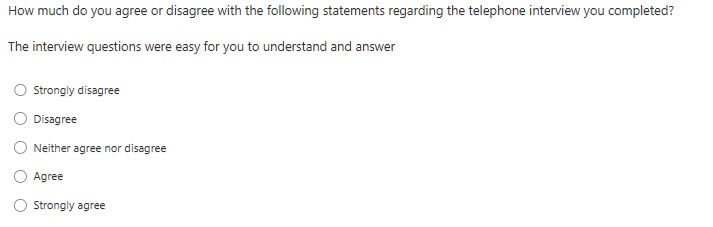 How much do you agree or disagree with the following statements regarding the telephone interview you completed?
The interview questions were easy for you to understand and answer
Strongly disagree
Disagree
Neither agree nor disagree
Agree
Strongly agree